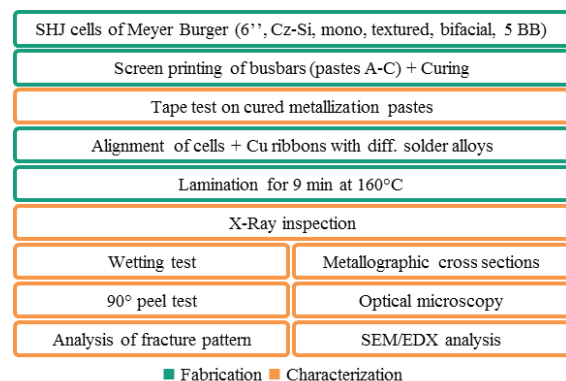 SHJ cells of Meyer Burger (6’’, Cz-Si, mono, textured, bifacial, 5 BB)
Screen printing of busbars (pastes A-C) + Curing
Tape test on cured metallization pastes
Alignment of cells + Cu ribbons with diff. solder alloys
Lamination for 9 min at 160°C
X-Ray inspection
Wetting test
Metallographic cross sections
90° peel test
Optical microscopy
Analysis of fracture pattern
SEM/EDX analysis
Fabrication
Characterization